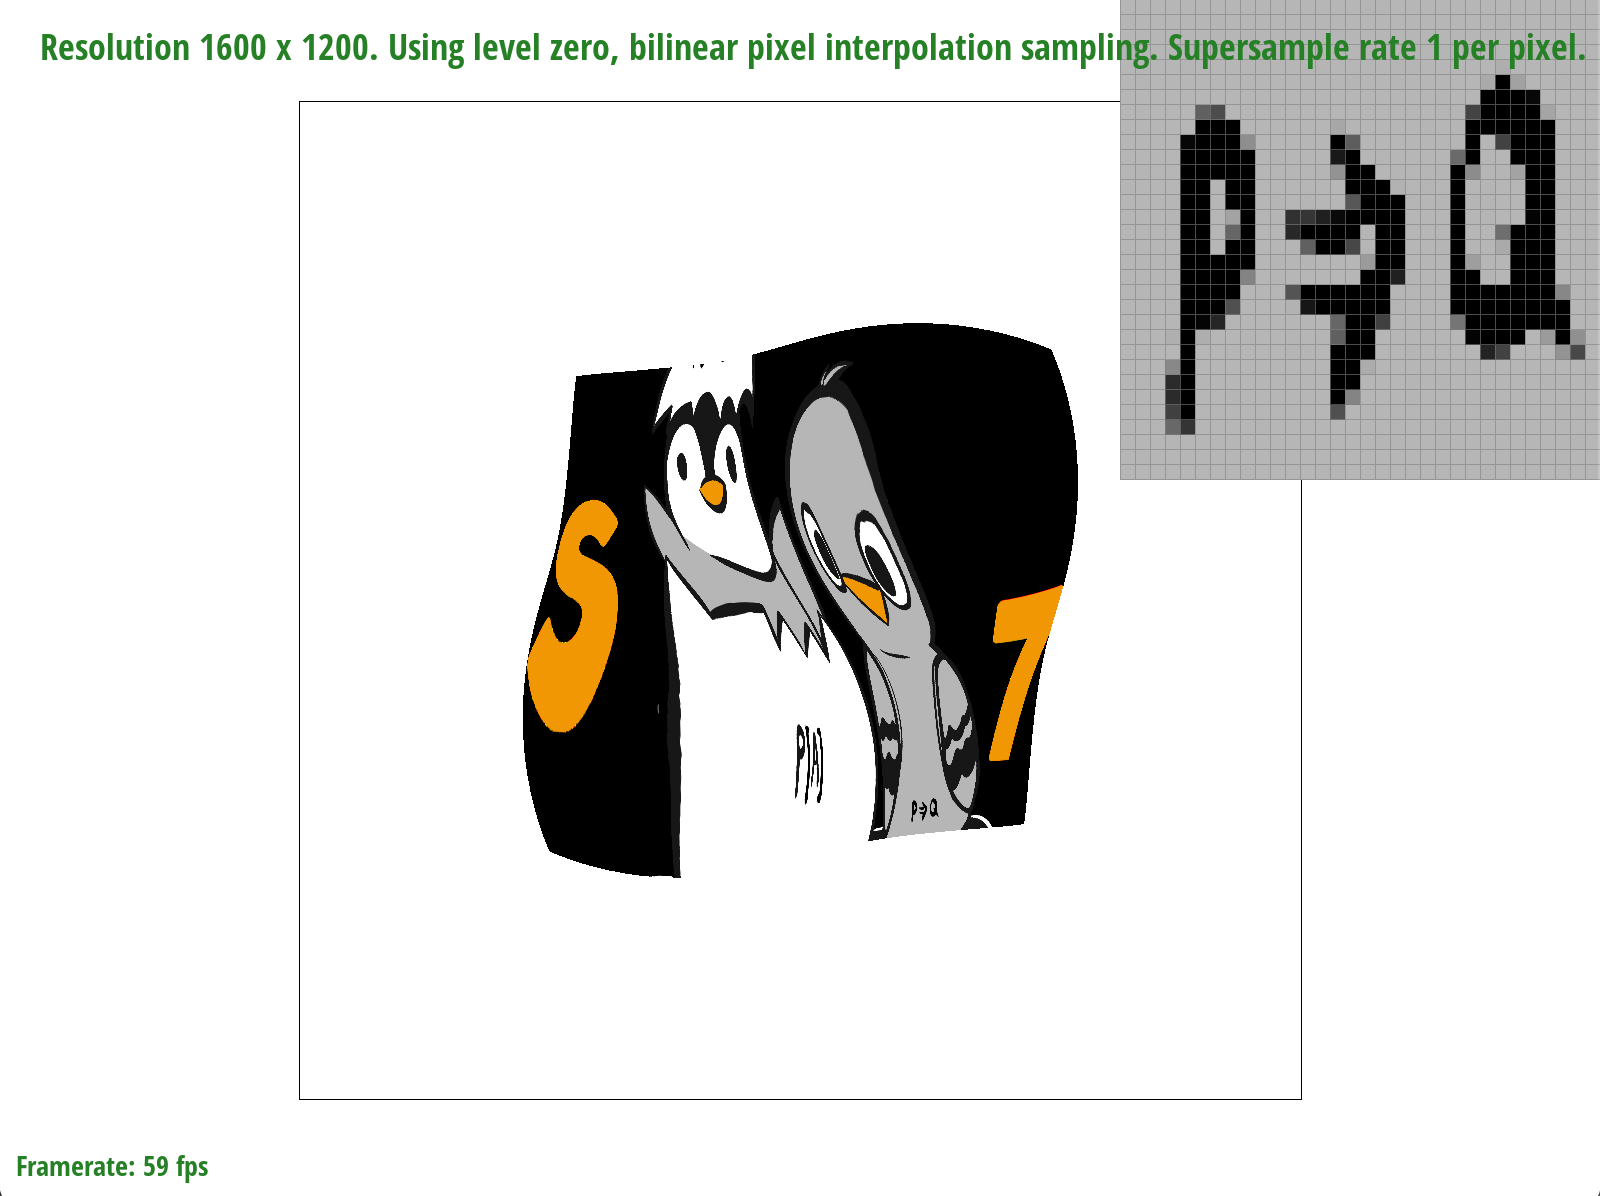 Resolution 1600 x 1200. Using level zero, bilinear pixel interpolation sampling. Supersample rate 1 per pixel.
P⇒Q
S
7
P)A)
P⇒Q
Framerate: 59 fps